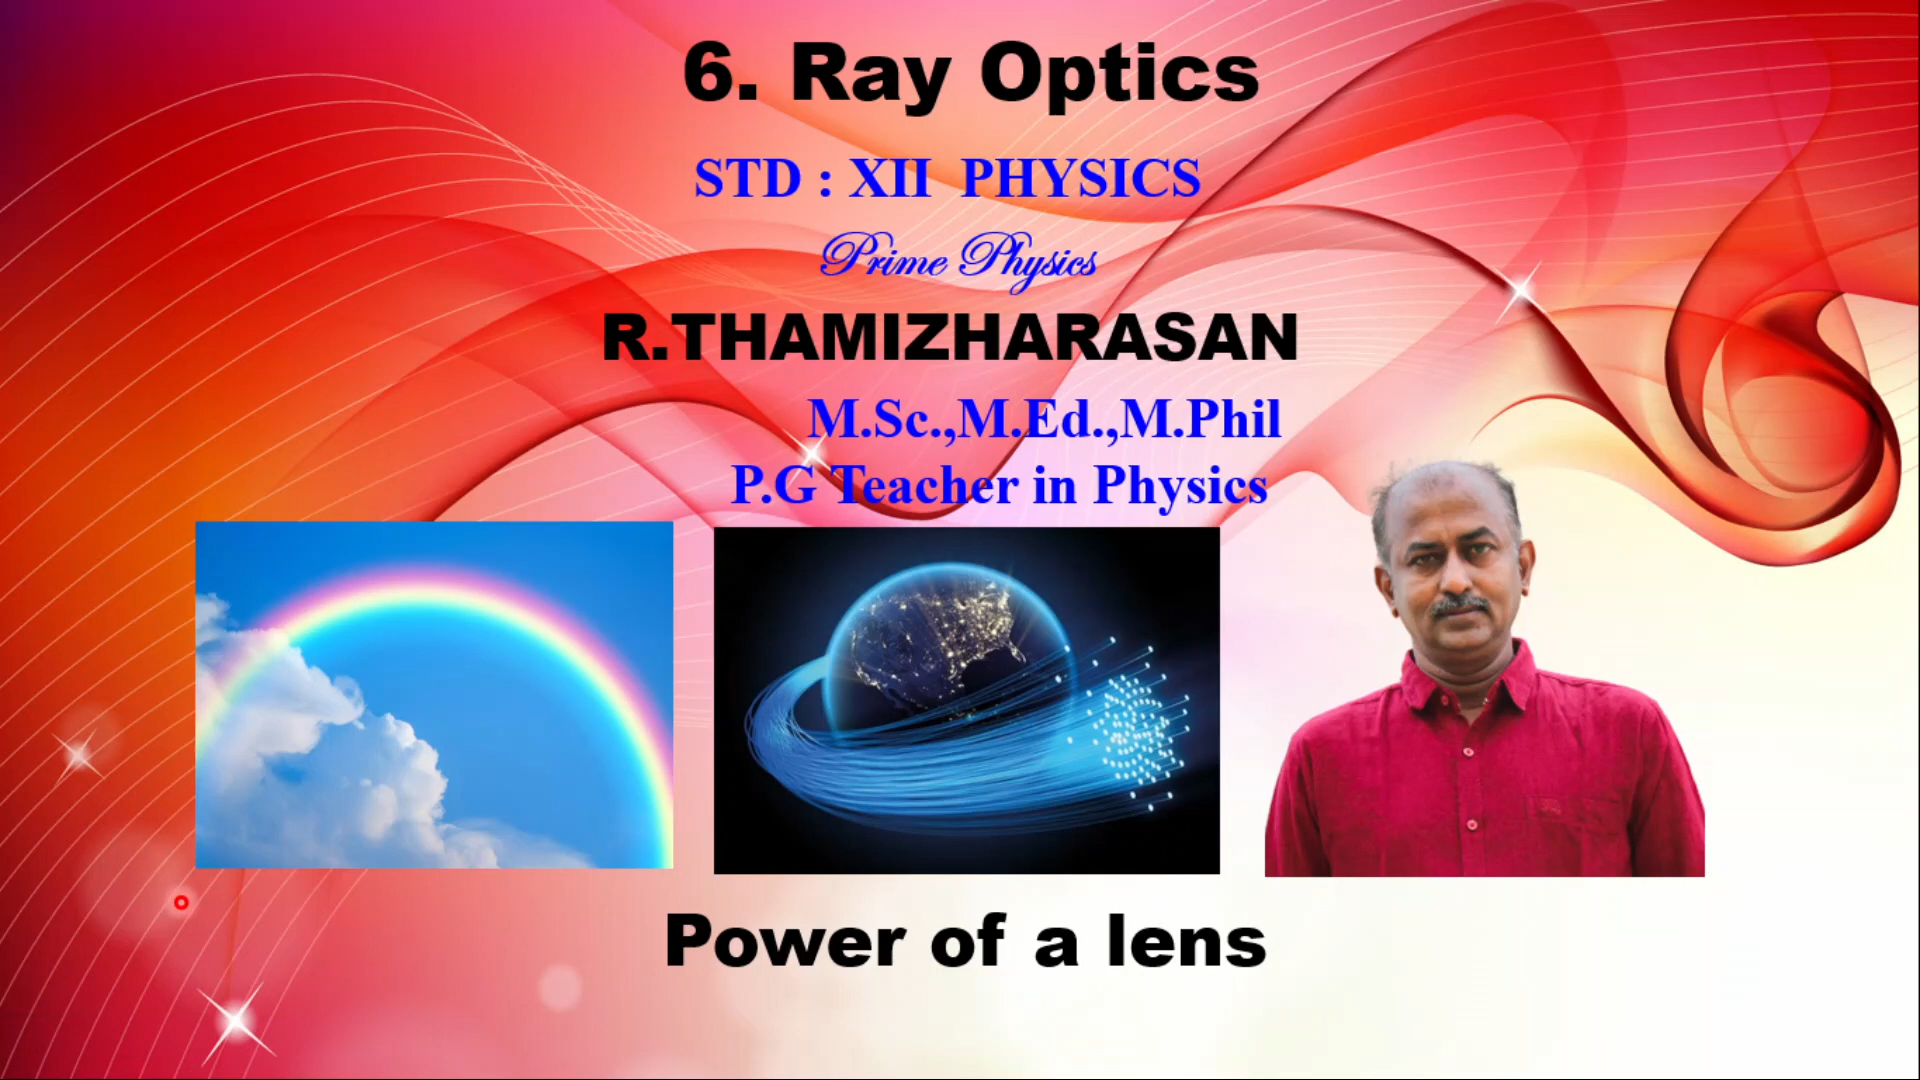 6. Ray Optics
STD : XII PHYSICS
Prime Physics
R.THAMIZHARASAN
M.Sc.,M.Ed.,M.Phil
P.G Teacher in Physics
Power of a lens